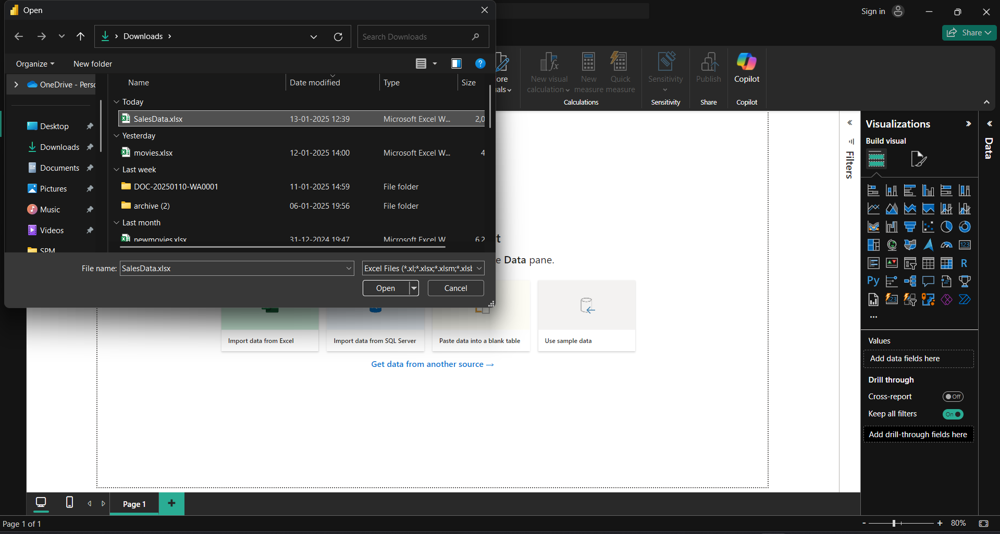 Open
Sign in
Downloads
Search Downloads
Share
Organize
New folder
OneDrive - Persc
Name
Date modified
Type
Size
ore
als
New visual
calculation
New
measure
Quick
measure
Sensitivity
Publish
Copilot
Calculations
Sensitivity
Share
Copilot
Today
SalesData.xlsx 13-01-2025 12:39 Microsoft Excel W... 2,0
Yesterday
movies.xlsx 12-01-2025 14:00 Microsoft Excel W... 4
Last week
DOC-20250110-WA0001 11-01-2025 14:59 File folder
archive (2) 06-01-2025 19:56 File folder
Last month
newmovies.xlsx 31-12-2024 19:47 Microsoft Excel W 6,2
Desktop
Downloads
Documents
Pictures
Music
Videos
SPM
File name: SalesData.xlsx
Excel Files (*.xl;*.xlsx;*.xlsm;*.xlsb
Open
Cancel
t
e Data pane.
Import data from Excel
Import data from SQL Server
Paste data into a blank table
Use sample data
Get data from another source →
Filters
Visualizations
Data
Build visual
123
R
Py
123
...
Values
Add data fields here
Drill through
Cross-report
Off
Keep all filters
On
Add drill-through fields here
Page 1
+
Page 1 of 1
- + 80%